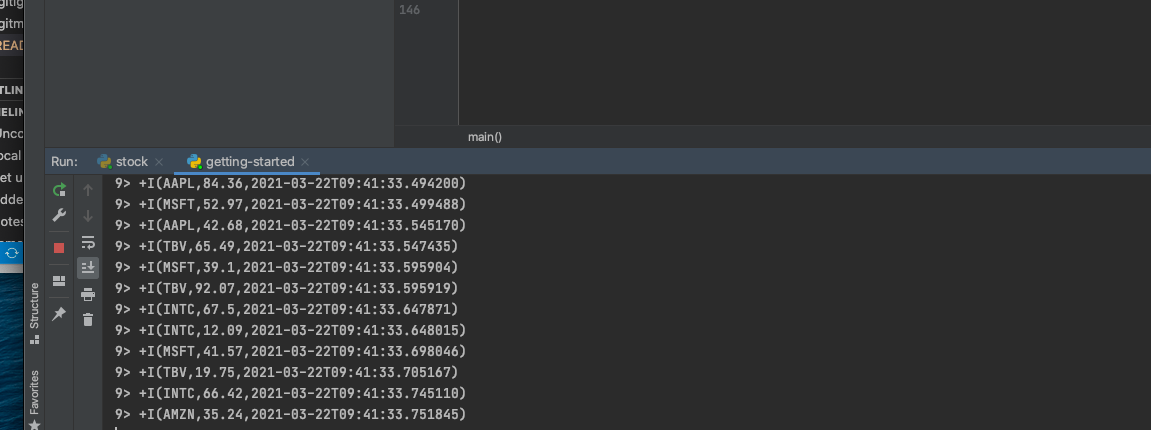 gitig
gitm
READ
TLIN
IELIN
Uncc
ocal
et u
dde
otes
146
main()
Run:
stock
getting-started
9> +I(AAPL,84.36,2021-03-22T09:41:33.494200)
9> +I(MSFT,52.97,2021-03-22T09:41:33.499488)
9> +I(AAPL,42.68,2021-03-22T09:41:33.545170)
9> +I(TBV,65.49,2021-03-22T09:41:33.547435)
9> +I(MSFT,39.1,2021-03-22T09:41:33.595904)
9> +I(TBV,92.07,2021-03-22T09:41:33.595919)
9> +I(INTC,67.5,2021-03-22T09:41:33.647871)
9> +I(INTC,12.09,2021-03-22T09:41:33.648015)
9> +I(MSFT,41.57,2021-03-22T09:41:33.698046)
9> +I(TBV,19.75,2021-03-22T09:41:33.705167)
9> +I(INTC,66.42,2021-03-22T09:41:33.745110)
9> +I(AMZN,35.24,2021-03-22T09:41:33.751845)
Structure
Favorites